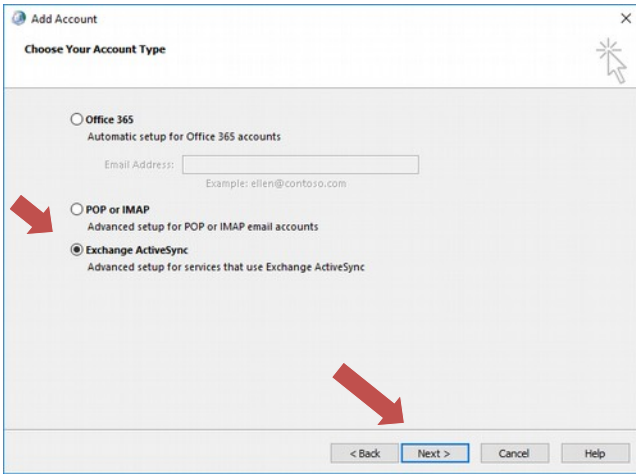 Add Account
Choose Your Account Type
Office 365
Automatic setup for Office 365 accounts
Email Address:
Example: ellen@contoso.com
POP or IMAP
Advanced setup for POP or IMAP email accounts
Exchange ActiveSync
Advanced setup for services that use Exchange ActiveSync
< Back Next > Cancel Help